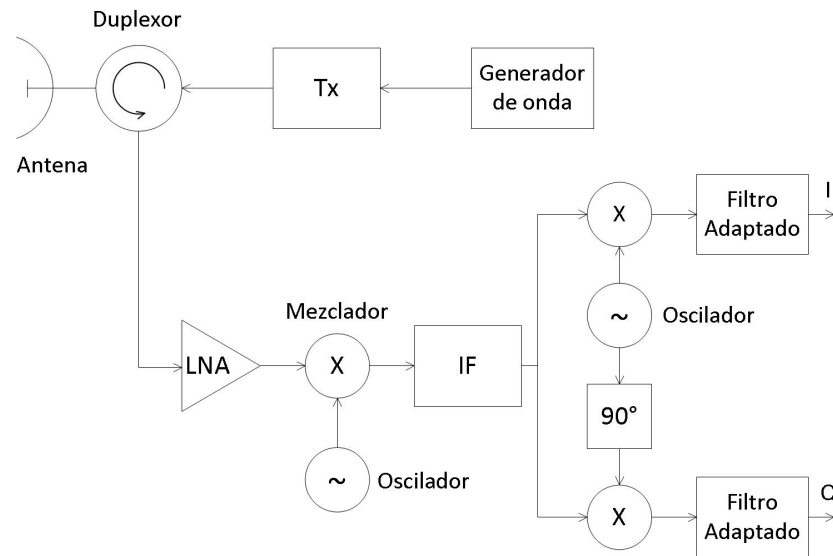 Duplexor
Tx
Generador
de onda
Antena
Filtro
Adaptado
I
X
Mezclador
~
Oscilador
LNA
X
IF
90°
~
Oscilador
X
Filtro
Adaptado
Q